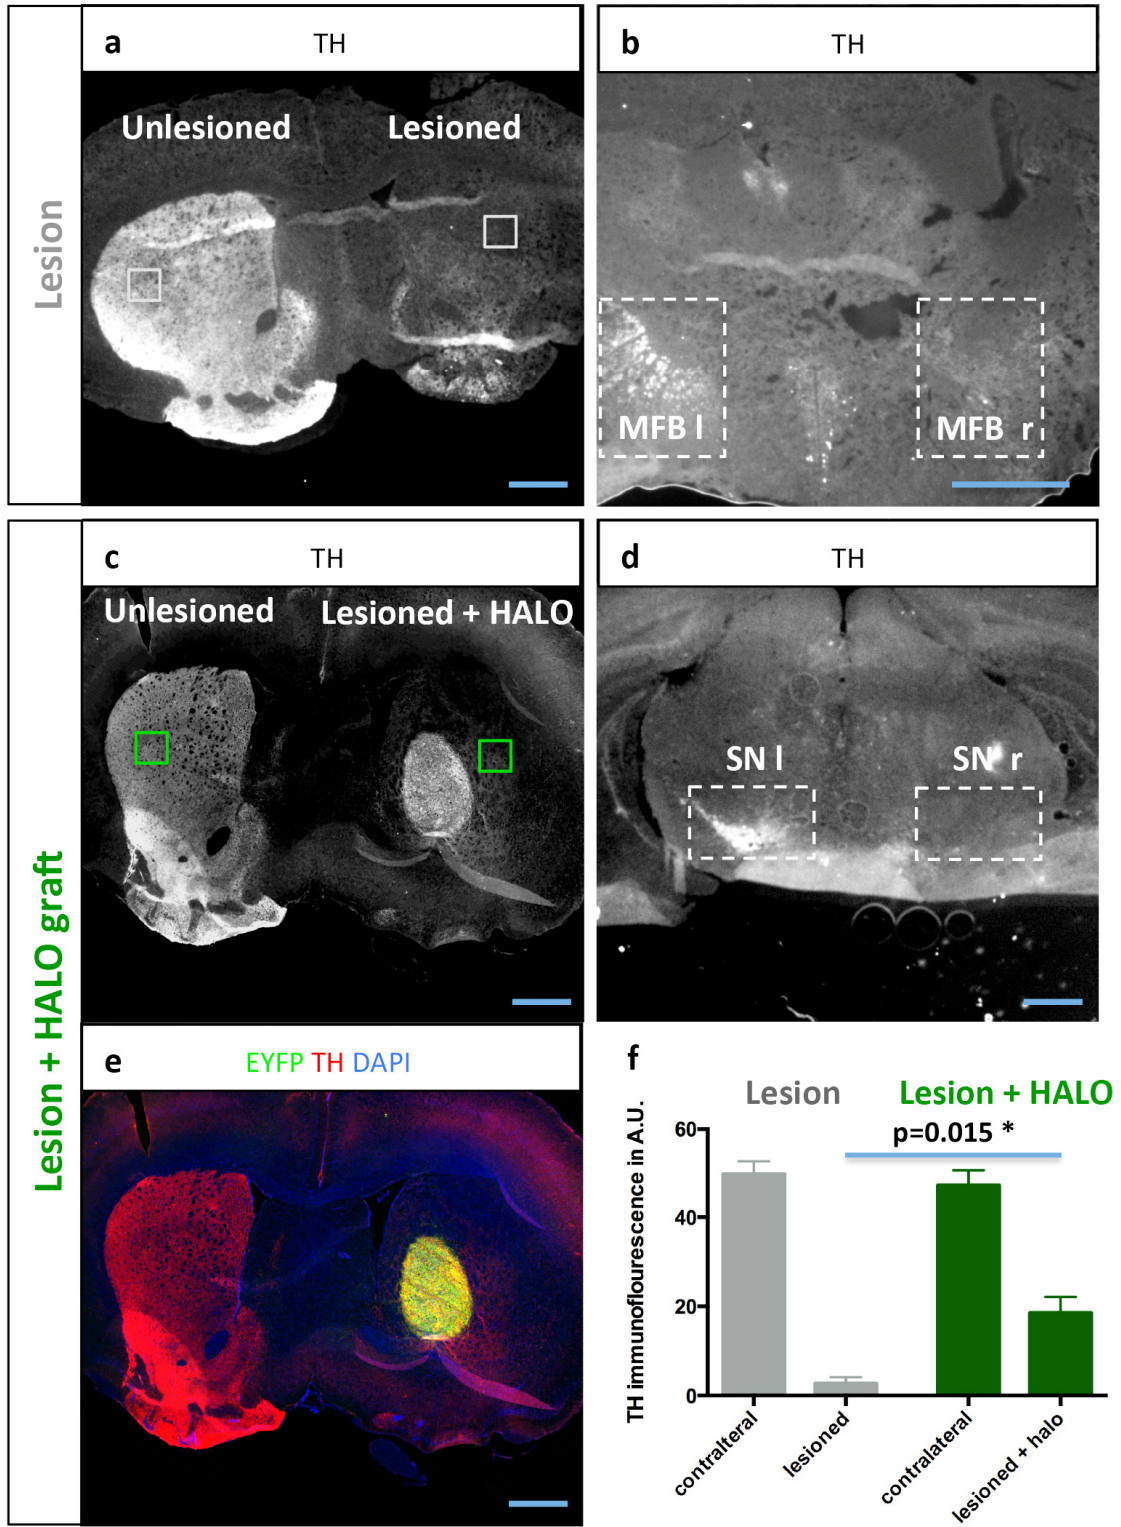 Lesion
a
TH
Unlesioned
Lesioned
b
TH
MFB l
MFB r
Lesion + HALO graft
c
TH
Unlesioned
Lesioned + HALO
d
TH
SN l
SN r
e
EYFP TH DAPI
f
Lesion
Lesion + HALO
p=0.015 *
TH immunoflourescence in A.U.
60
40
20
0
contralteral
lesioned
contralateral
lesioned + halo